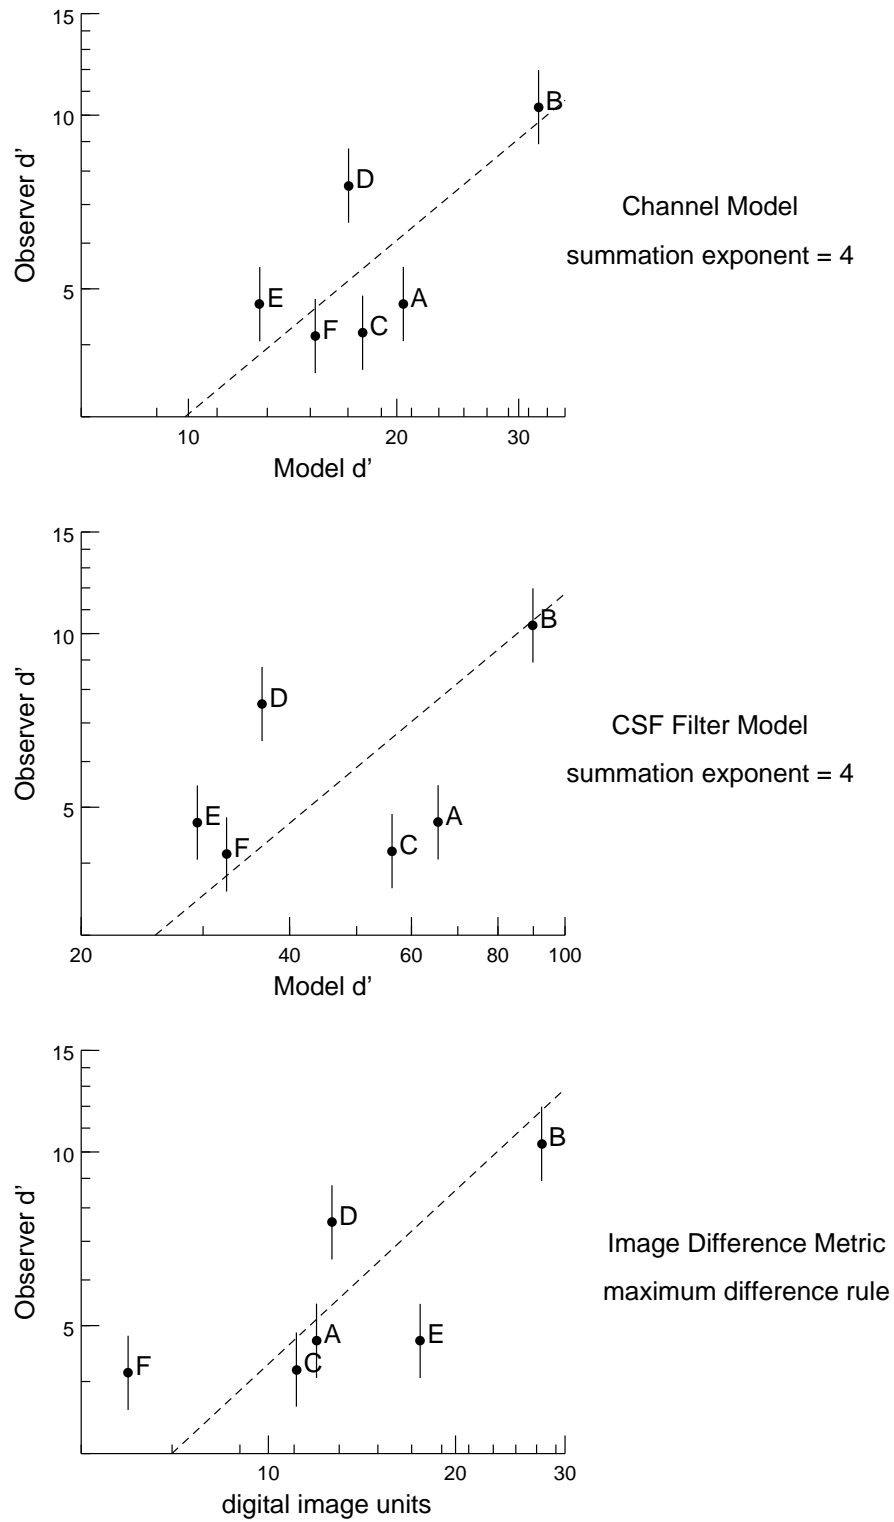 15
10
5
Observer d’
B
D
E
A
F
C
10
20
30
Model d’
Channel Model
summation exponent = 4
15
10
5
Observer d’
B
D
E
A
F
C
20
40
60
80
100
Model d’
CSF Filter Model
summation exponent = 4
15
10
5
Observer d’
B
D
A
E
F
C
10
20
30
digital image units
Image Difference Metric
maximum difference rule